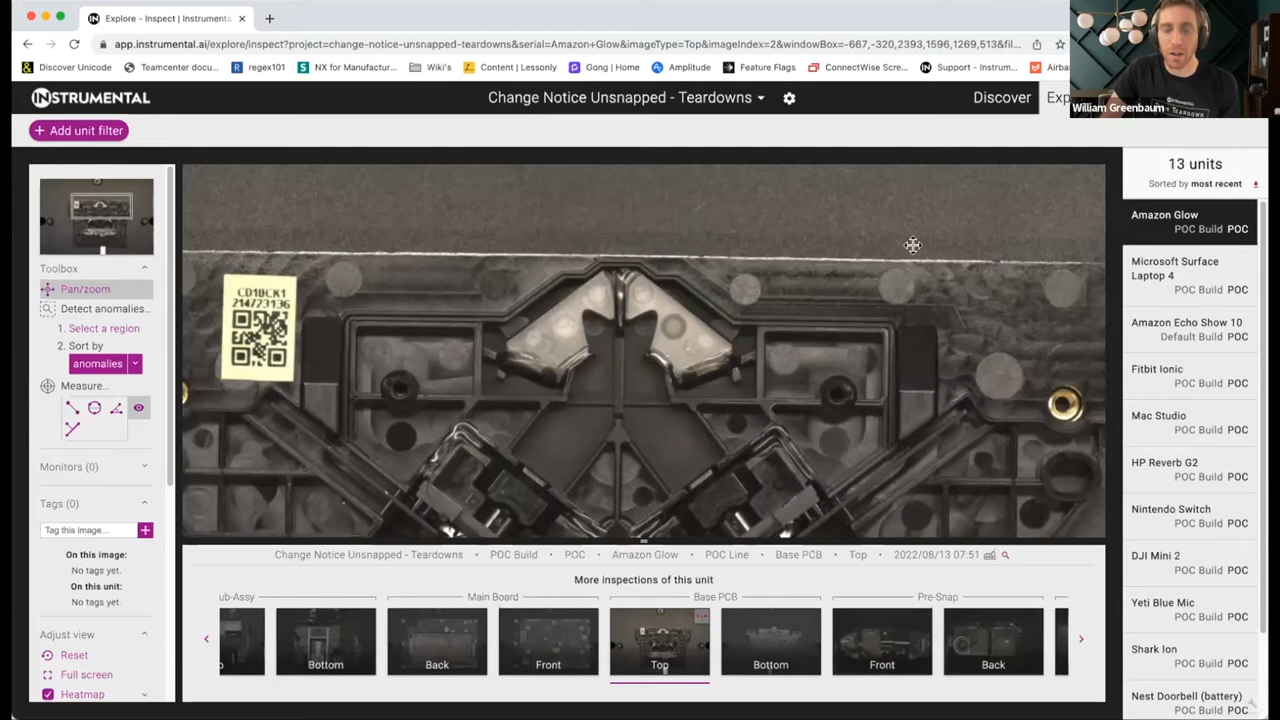 Explore - Inspect | Instrumenta
app.instrumental.ai/explore/inspect?project=change-notice-unsnapped-teardowns&serial=Amazon+Glow&imageType=Top&imageIndex=2&windowBox=-667,-320,2393,1596,1269,513&fil...
Discover Unicode
Teamcenter docu...
regex101
NX for Manufactur...
Wiki's
Content | Lessonly
Gong | Home
Amplitude
Feature Flags
ConnectWise Scre...
Support - Instrum...
Airba
INSTRUMENTAL
Change Notice Unsnapped - Teardowns
Discover
Exp
William Greenbaum
TEARDOWN
+ Add unit filter
13 units
Sorted by most recent
Toolbox
Pan/zoom
Detect anomalies...
1. Select a region
2. Sort by
anomalies
Measure...
Monitors (0)
Tags (0)
Tag this image...
On this image:
No tags yet.
On this unit:
No tags yet.
Adjust view
Reset
Full screen
Heatmap
CD10CK1
214723136
Change Notice Unsnapped - Teardowns • POC Build • POC • Amazon Glow • POC Line • Base PCB • Top • 2022/08/13 07:51
More inspections of this unit
ub-Assy
Main Board
Base PCB
Pre-Snap
Bottom
Back
Front
Top
Bottom
Front
Back
Amazon Glow
POC Build POC
Microsoft Surface
Laptop 4
POC Build POC
Amazon Echo Show 10
Default Build POC
Fitbit Ionic
POC Build POC
Mac Studio
POC Build POC
HP Reverb G2
POC Build POC
Nintendo Switch
POC Build POC
DJI Mini 2
POC Build POC
Yeti Blue Mic
POC Build POC
Shark Ion
POC Build POC
Nest Doorbell (battery)
POC Build POC